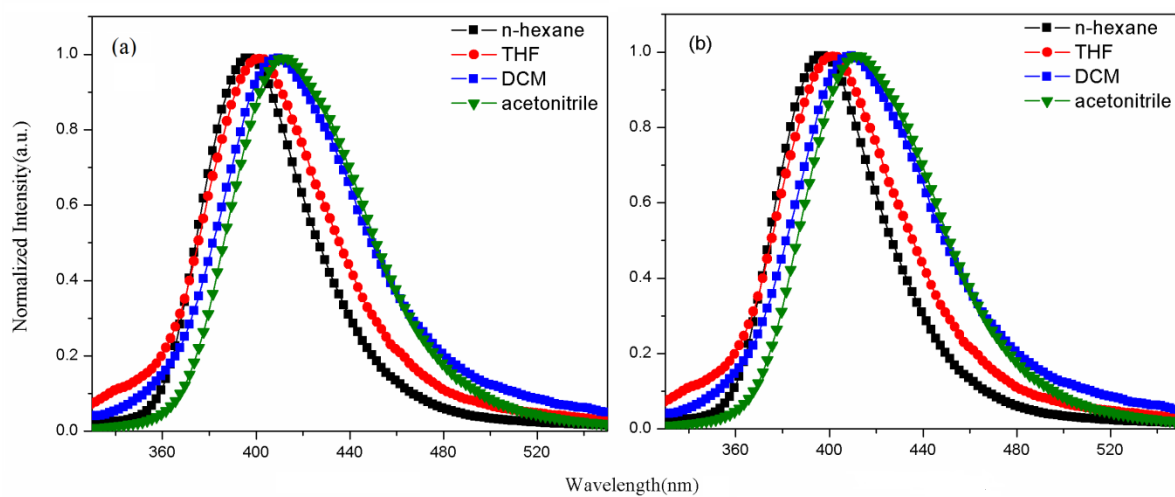 (a)
n-hexane
THF
DCM
acetonitrile
Normalized Intensity(a.u.)
1.0
0.8
0.6
0.4
0.2
0.0
360 400 440 480 520
(b)
n-hexane
THF
DCM
acetonitrile
1.0
0.8
0.6
0.4
0.2
0.0
360 400 440 480 520
Wavelength(nm)